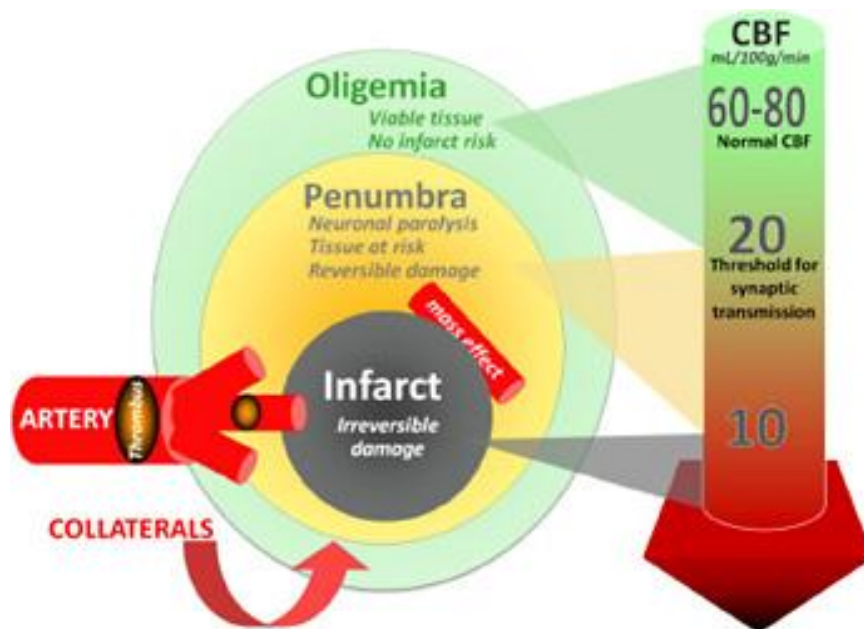 Oligemia
Viable tissue
No infarct risk
Penumbra
Neuronal paralysis
Tissue at risk
Reversible damage
mass effect
Infarct
Irreversible
damage
ARTERY
Thrombus
COLLATERALS
CBF
mL/100g/min
60-80
Normal CBF
20
Threshold for
synaptic
transmission
10